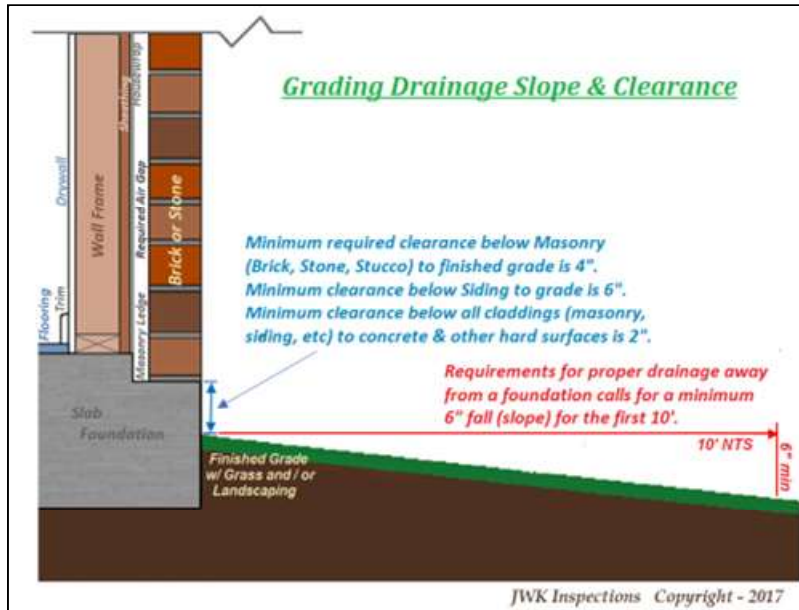 Grading Drainage Slope & Clearance
Drywall
Wall Frame
Sheathing
Housewrap
Required Air Gap
Brick or Stone
Masonry Ledge
Flooring
Trim
Minimum required clearance below Masonry
(Brick, Stone, Stucco) to finished grade is 4".
Minimum clearance below Siding to grade is 6".
Minimum clearance below all claddings (masonry,
siding, etc) to concrete & other hard surfaces is 2".
Requirements for proper drainage away
from a foundation calls for a minimum
6" fall (slope) for the first 10'.
10' NTS
6" min
Slab
Foundation
Finished Grade
w/ Grass and / or
Landscaping
JWK Inspections Copyright - 2017